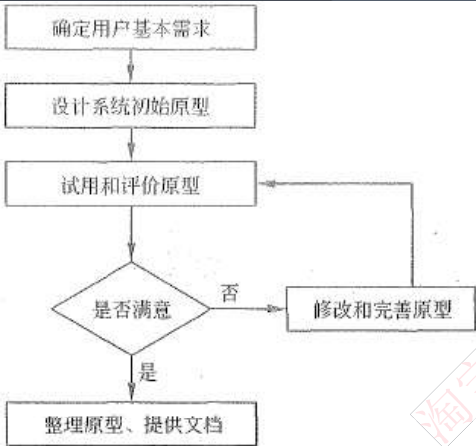 确定用户基本需求
设计系统初始原型
试用和评价原型
是否满意
否
修改和完善原型
是
整理原型、提供文档
淘